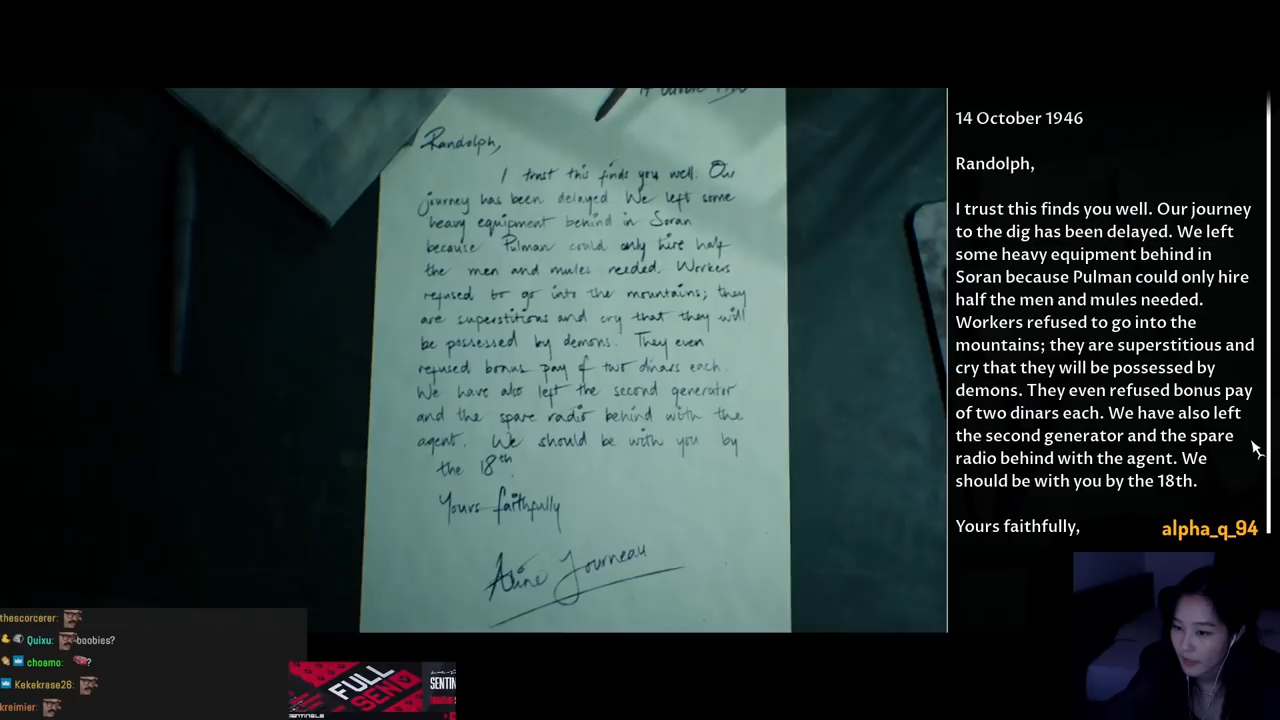 Randolph,
I trust this finds you well. Our
journey has been delayed. We left some
heavy equipment behind in Soran
because Pulman could only hire half
the men and mules needed. Workers
refused to go into the mountains; they
are superstitious and cry that they will
be possessed by demons. They even
refused bonus pay of two dinars each.
We have also left the second generator
and the spare radio behind with the
agent. We should be with you by
the 18th.
Yours faithfully
Aline Journeau
14 October 1946
Randolph,
I trust this finds you well. Our journey
to the dig has been delayed. We left
some heavy equipment behind in
Soran because Pulman could only hire
half the men and mules needed.
Workers refused to go into the
mountains; they are superstitious and
cry that they will be possessed by
demons. They even refused bonus pay
of two dinars each. We have also left
the second generator and the spare
radio behind with the agent. We
should be with you by the 18th.
Yours faithfully,
alpha_q_94
thescorcerer:
Quixu: boobies?
choamo: ?
Kekekrase26:
kreimier:
FULL
SEND
SENTIN
SENTINELS